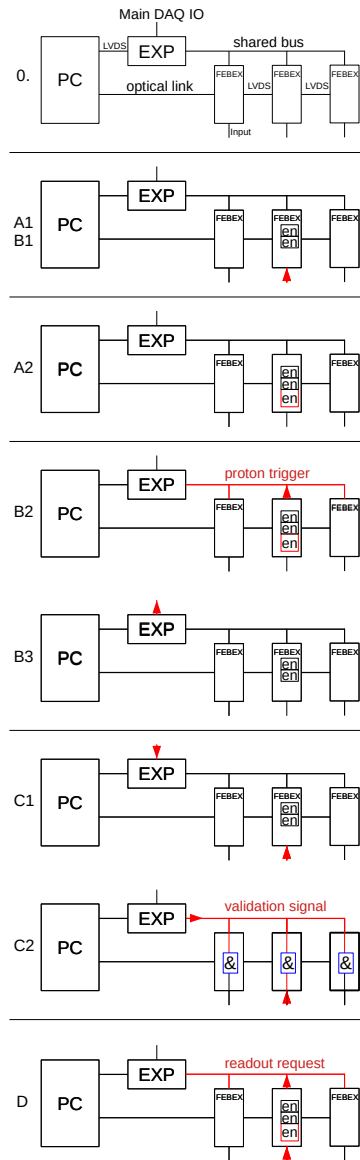 Main DAQ IO
LVDS
EXP
shared bus
0.
PC
optical link
FEBEX
LVDS
FEBEX
LVDS
FEBEX
Input
A1
B1
PC
EXP
FEBEX
FEBEX
FEBEX
en
en
A2
PC
EXP
FEBEX
FEBEX
FEBEX
en
en
en
B2
PC
EXP
proton trigger
FEBEX
FEBEX
FEBEX
en
en
en
B3
PC
EXP
FEBEX
FEBEX
FEBEX
en
en
C1
PC
EXP
FEBEX
FEBEX
FEBEX
en
en
C2
PC
EXP
validation signal
FEBEX
FEBEX
FEBEX
&
&
&
D
PC
EXP
readout request
FEBEX
FEBEX
FEBEX
en
en
en